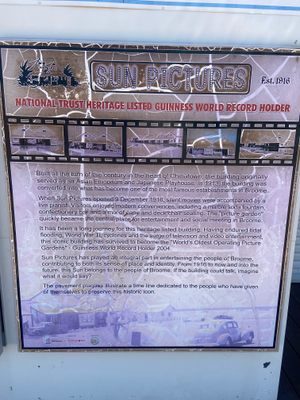 SUN PICTURES
Est. 1916
NATIONAL TRUST HERITAGE LISTED GUINNESS WORLD RECORD HOLDER
Built at the turn of the century in the heart of Chinatown, the building originally
served as an Asian Emporium and Japanese Playhouse. In 1913, the building was
converted into what has become one of the most famous establishments in Broome.
When Sun Pictures opened 9 December 1916, silent movies were accompanied by a
live pianist. Visitors enjoyed modern conveniences, including a marble soda fountain,
confectionery bar and a mix of cane and deckchair seating. The "picture garden"
quickly became the central place for entertainment and social meeting in Broome.
It has been a long journey for this heritage listed building. Having endured tidal
flooding, World War II, cyclones and the surge of television and video entertainment,
this iconic building has survived to become the "World's Oldest Operating Picture
Gardens" - Guinness World Record Holder 2004.
Sun Pictures has played an integral part in entertaining the people of Broome,
contributing to both its sense of place and identity. From 1916 to now and into the
future, this Sun belongs to the people of Broome. If the building could talk, imagine
what it would say?
The pavement plaques illustrate a time line dedicated to the people who have given
of themselves to preserve this historic icon.